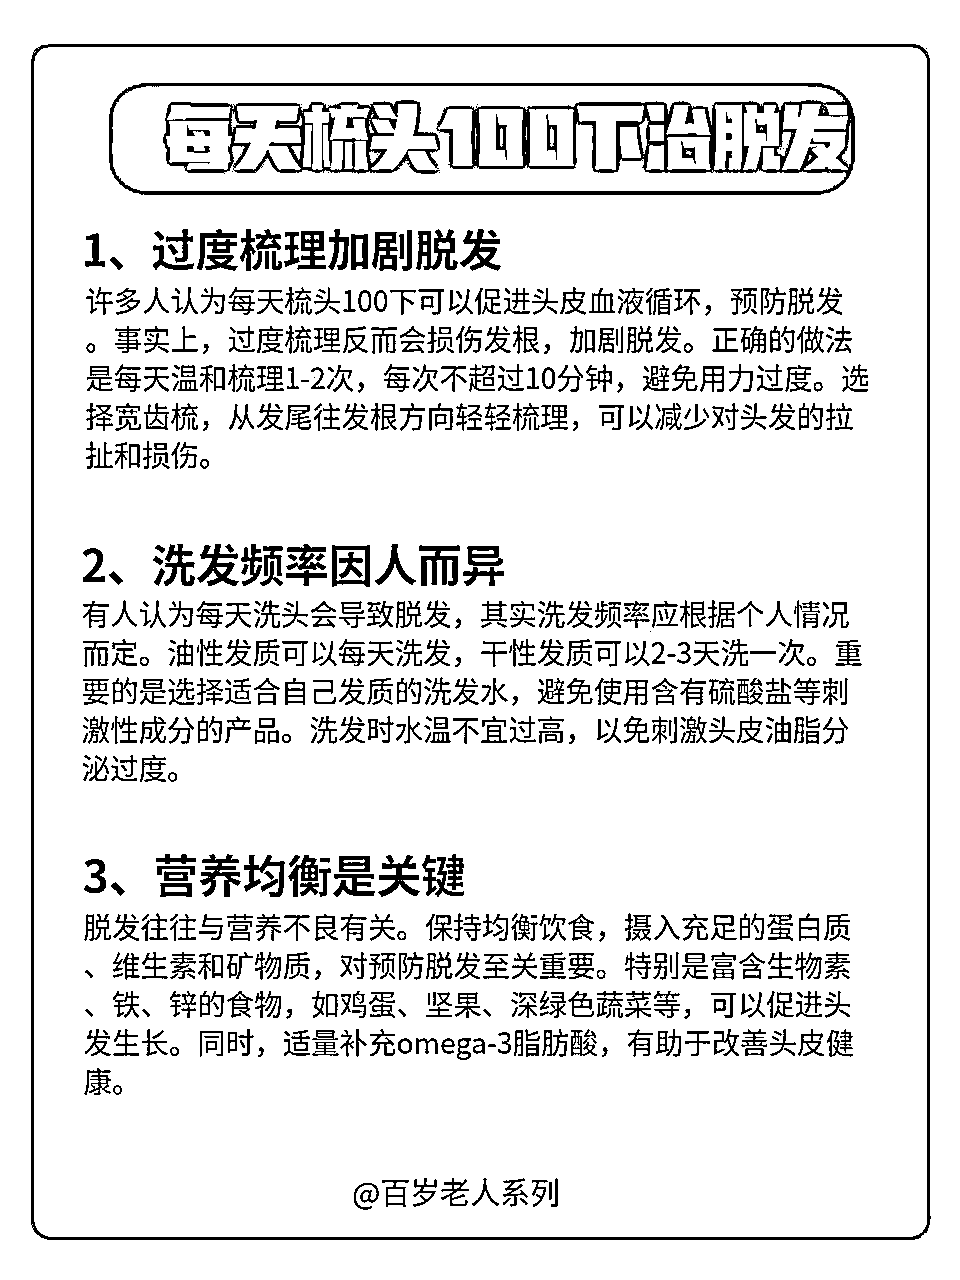 每天梳头100下治脱发
1、过度梳理加剧脱发
许多人认为每天梳头100下可以促进头皮血液循环，预防脱发
。事实上，过度梳理反而会损伤发根，加剧脱发。正确的做法
是每天温和梳理1-2次，每次不超过10分钟，避免用力过度。选
择宽齿梳，从发尾往发根方向轻轻梳理，可以减少对头发的拉
扯和损伤。
2、洗发频率因人而异
有人认为每天洗头会导致脱发，其实洗发频率应根据个人情况
而定。油性发质可以每天洗发，干性发质可以2-3天洗一次。重
要的是选择适合自己发质的洗发水，避免使用含有硫酸盐等刺
激性成分的产品。洗发时水温不宜过高，以免刺激头皮油脂分
泌过度。
3、营养均衡是关键
脱发往往与营养不良有关。保持均衡饮食，摄入充足的蛋白质
、维生素和矿物质，对预防脱发至关重要。特别是富含生物素
、铁、锌的食物，如鸡蛋、坚果、深绿色蔬菜等，可以促进头
发生长。同时，适量补充omega-3脂肪酸，有助于改善头皮健
康。
@百岁老人系列